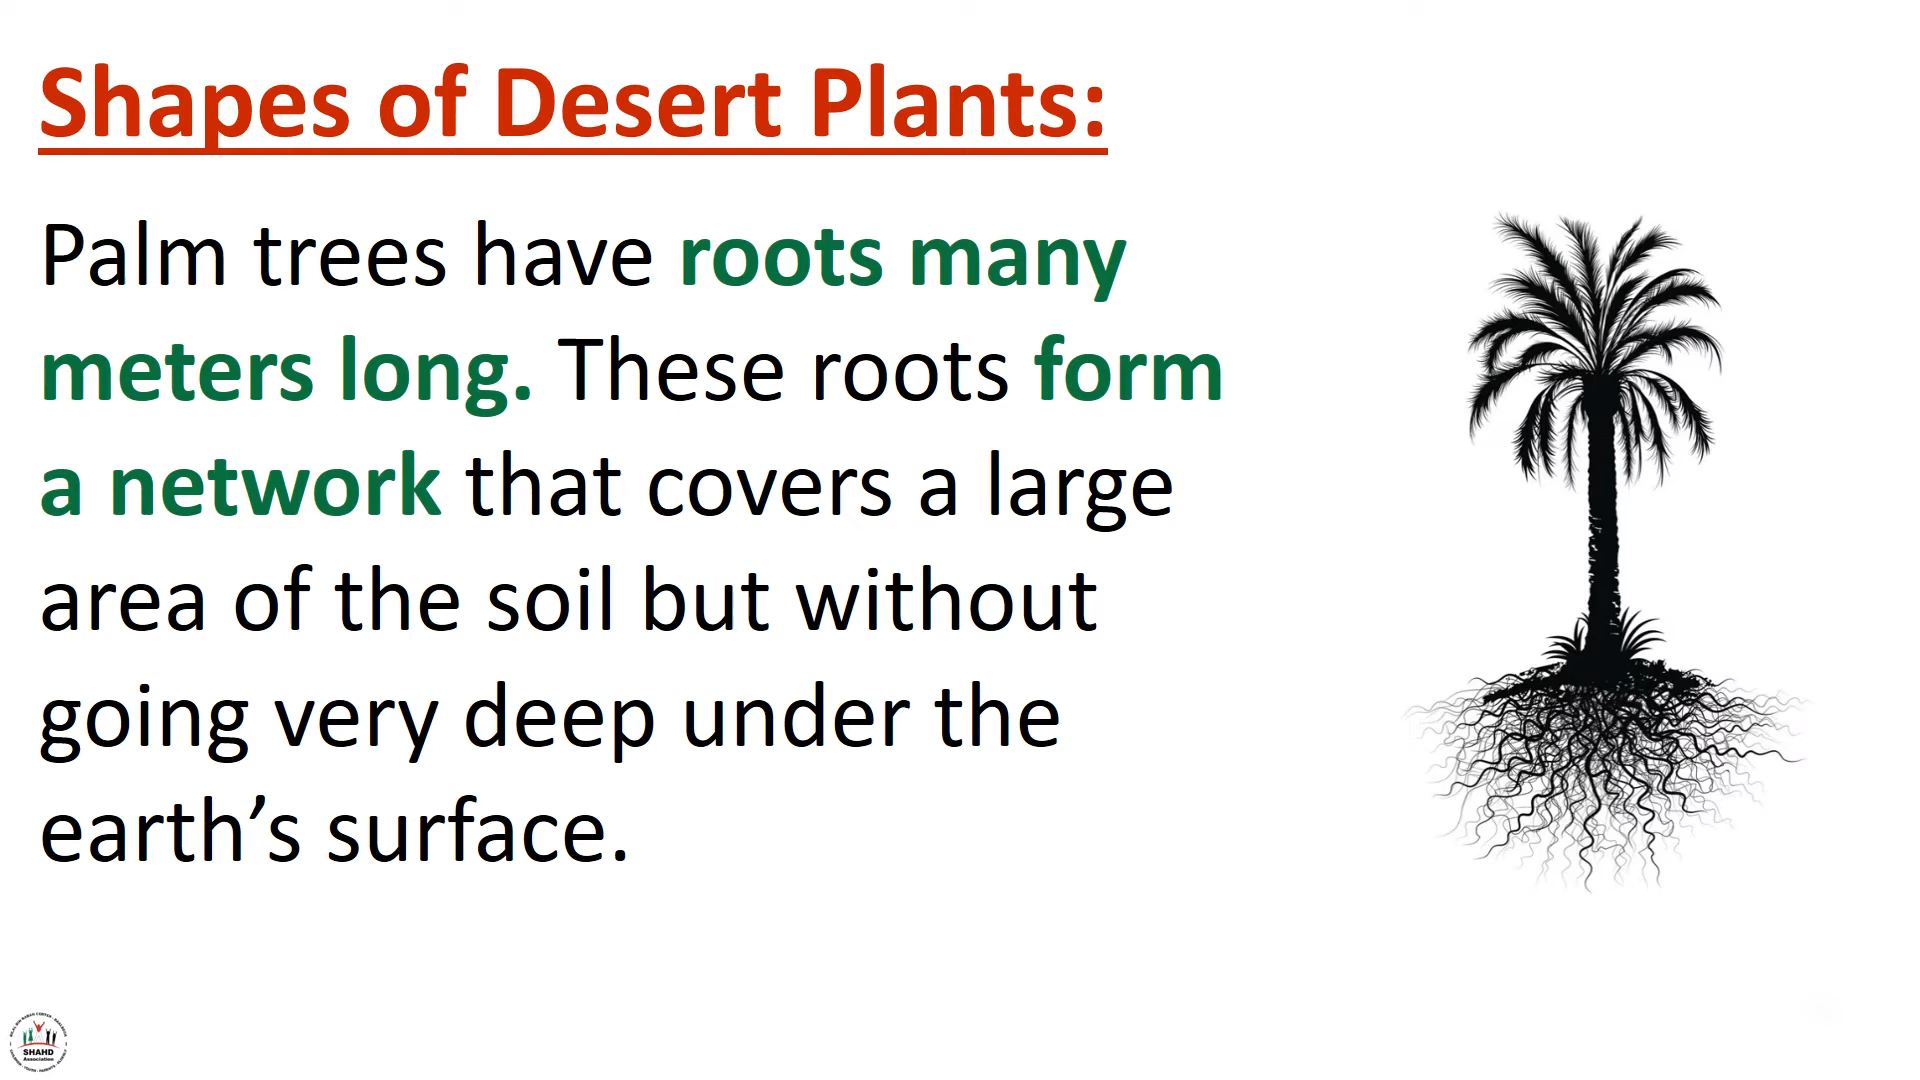 Shapes of Desert Plants:
Palm trees have roots many
meters long. These roots form
a network that covers a large
area of the soil but without
going very deep under the
earth’s surface.
SHAHD
Association